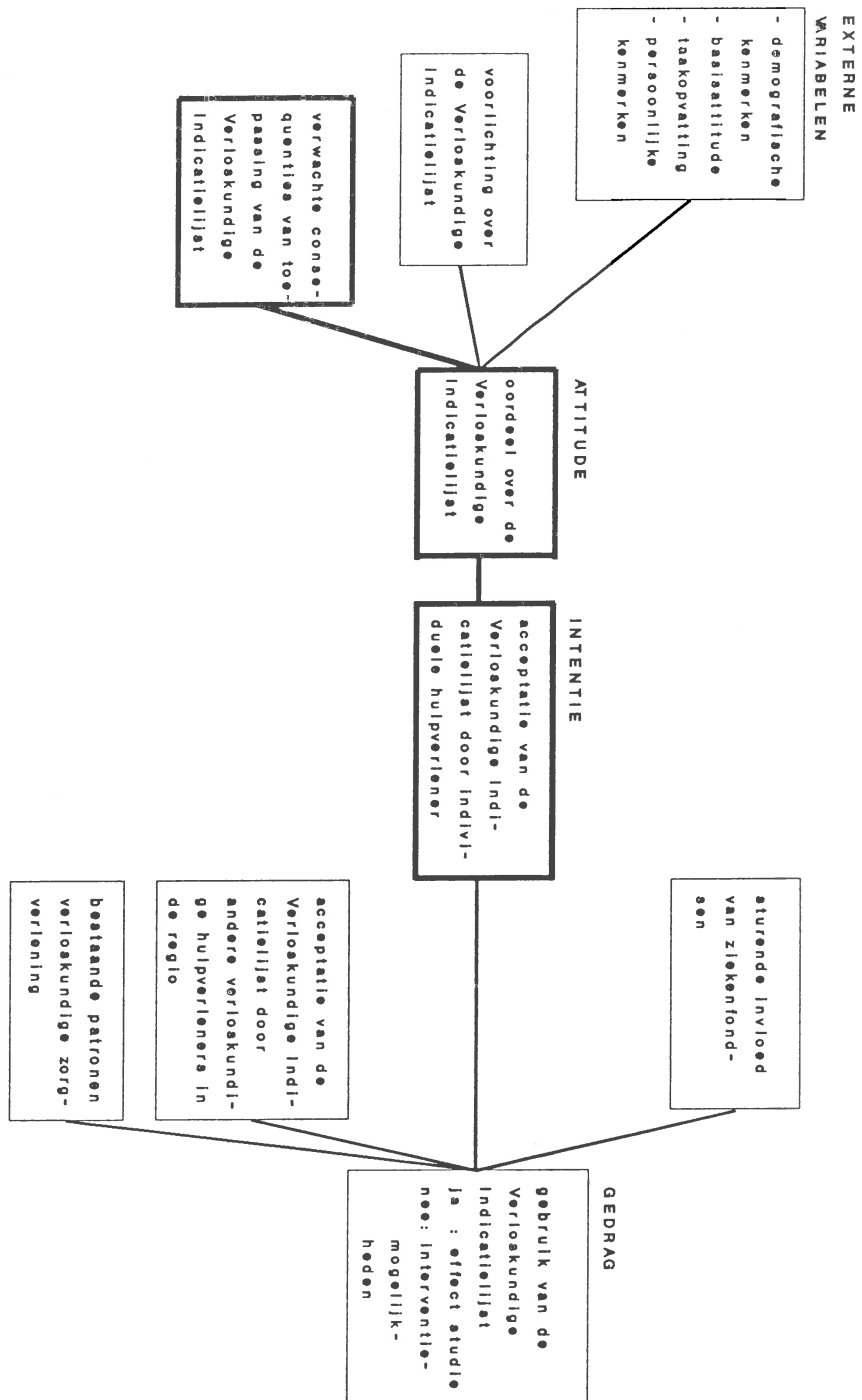 EXTERNE
VARIABELEN
- demografische
kenmerken
- basisattitude
- taakopvatting
- persoonlijke
kenmerken
voorlichting over
de Verloskundige
Indicatielijst
verwachte conse-
quenties van toe-
passing van de
Verloskundige
Indicatielijst
ATTITUDE
oordeel over de
Verloskundige
Indicatielijst
INTENTIE
acceptatie van de
Verloskundige Indi-
catielijst door indivi-
duele hulpverlener
sturende invloed
van ziekenfond-
sen
acceptatie van de
Verloskundige Indi-
catielijst door
andere verloskundi-
ge hulpverleners in
de regio
bestaande patronen
verloskundige zorg-
verlening
GEDRAG
gebruik van de
Verloskundige
Indicatielijst
ja : effect studie
nee: interventie-
mogelijk-
heden